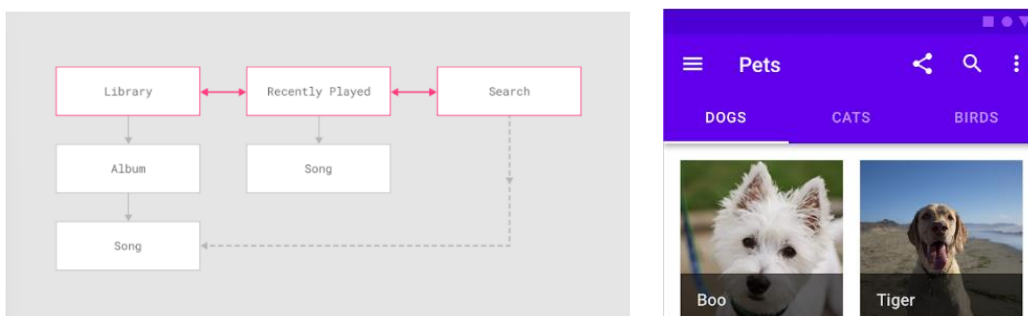 Library
Recently Played
Search
Album
Song
Song
Pets
DOGS
CATS
BIRDS
Boo
Tiger